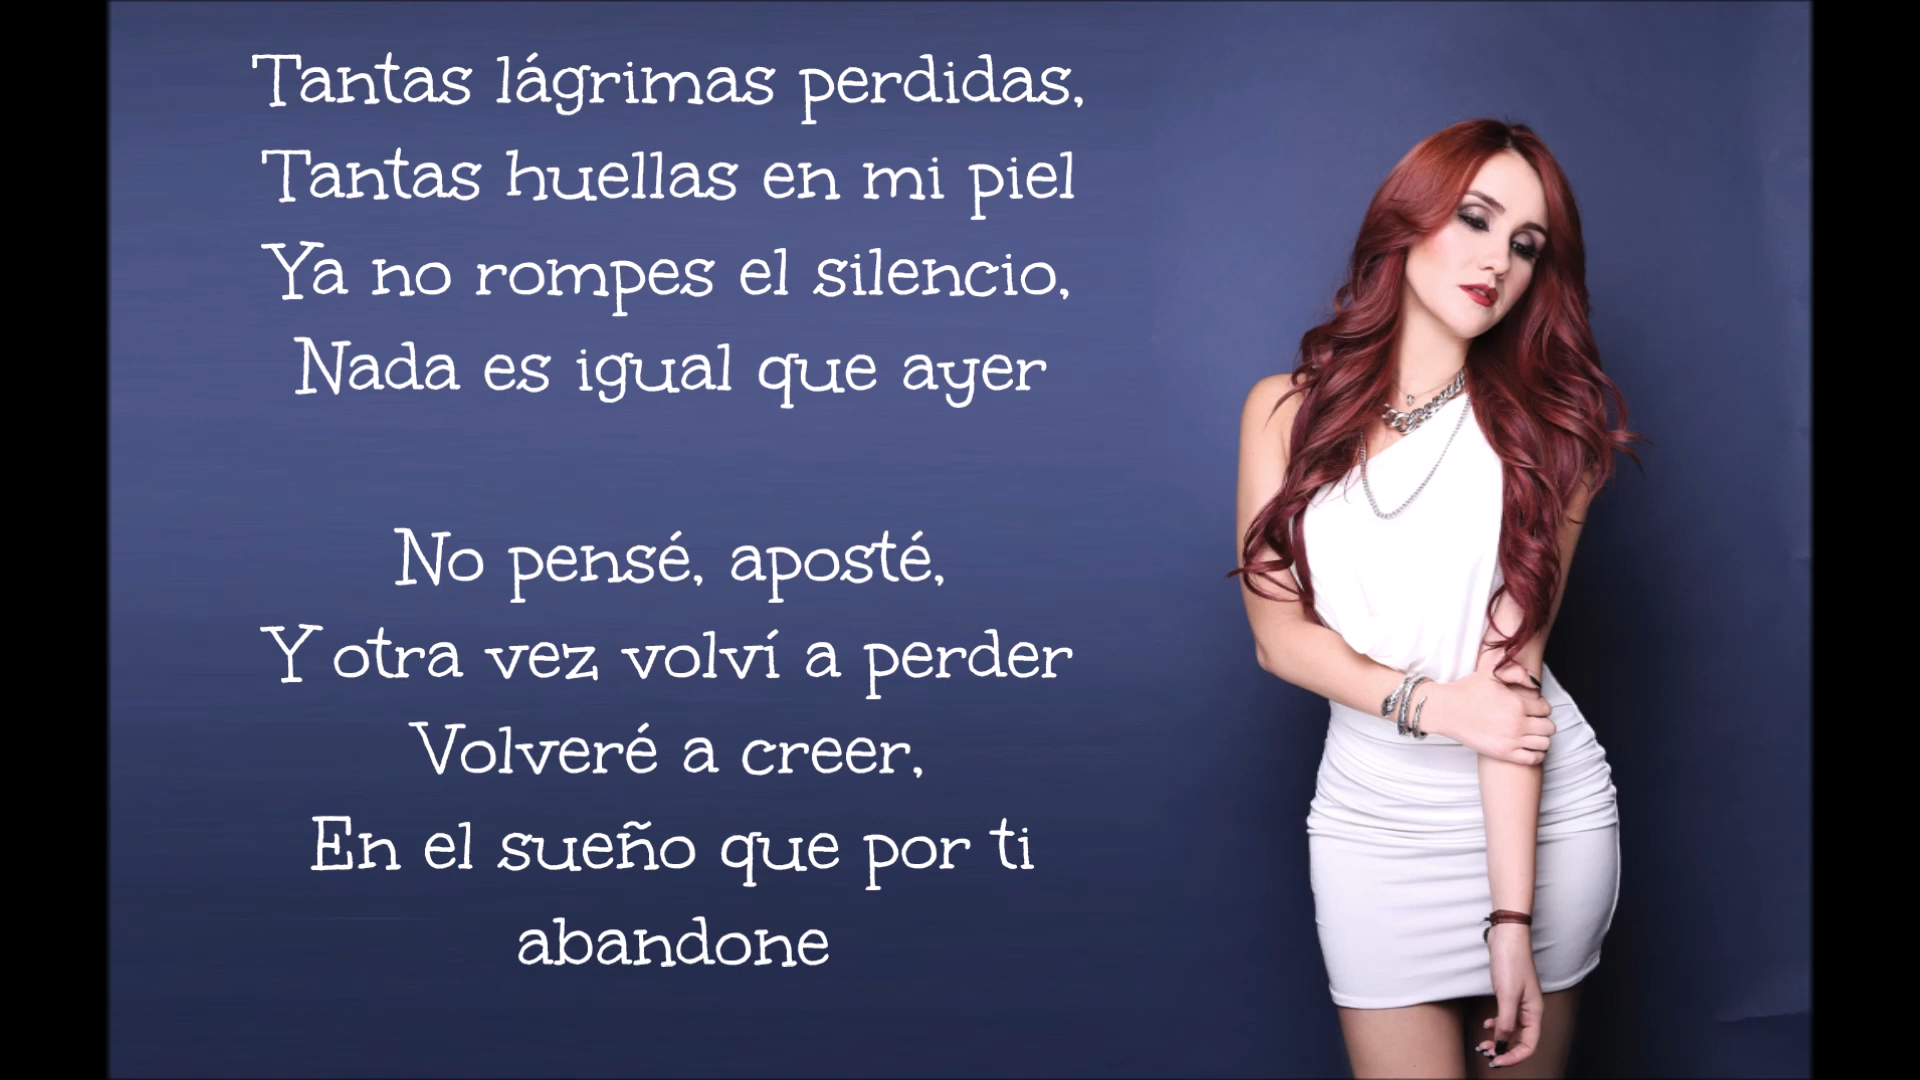 Tantas lágrimas perdidas,
Tantas huellas en mi piel
Ya no rompes el silencio,
Nada es igual que ayer
No pensé, aposté,
Y otra vez volví a perder
Volveré a creer,
En el sueño que por ti
abandone